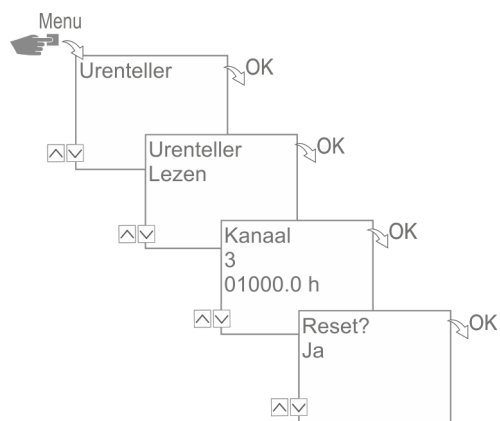 Menu
Urenteller
OK
Urenteller
Lezen
OK
Kanaal
3
01000.0 h
OK
Reset?
Ja
OK